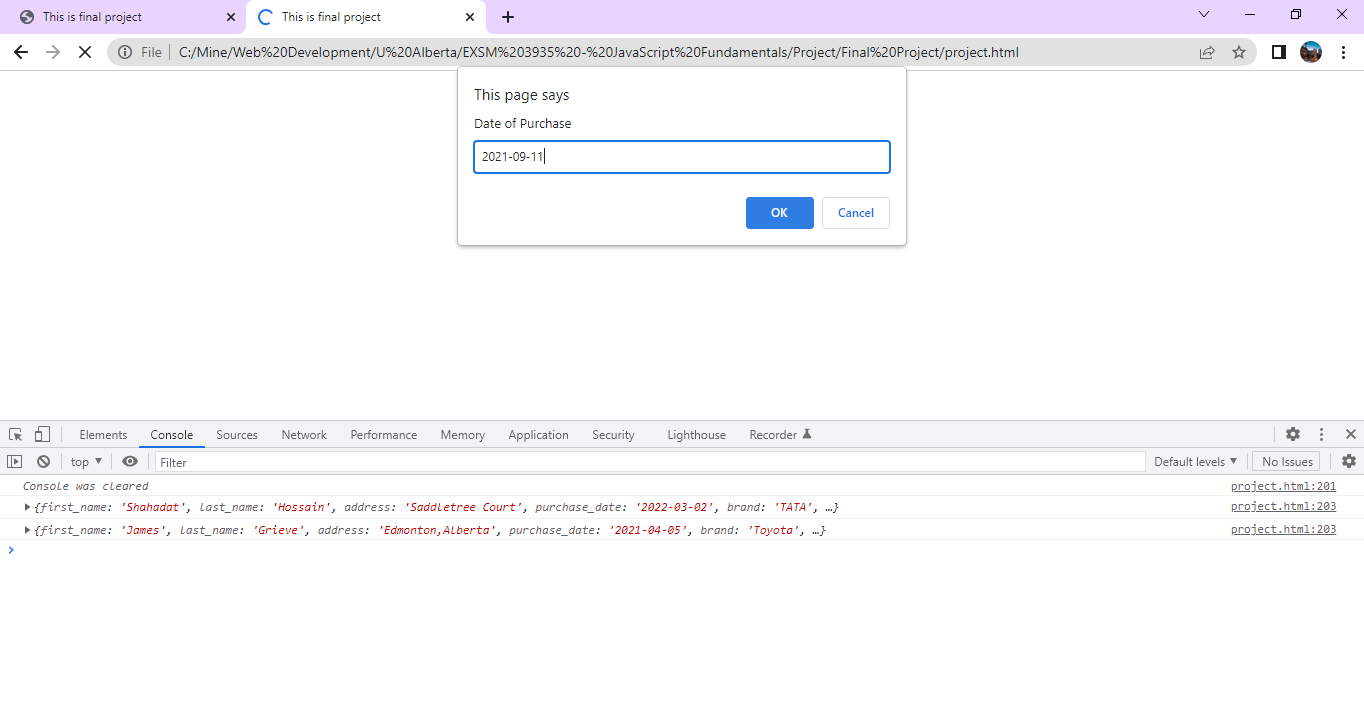 This is final project
This is final project
File
C:/Mine/Web%20Development/U%20Alberta/EXSM%203935%20-%20JavaScript%20Fundamentals/Project/Final%20Project/project.html
This page says
Date of Purchase
2021-09-11
OK Cancel
Elements Console Sources Network Performance Memory Application Security Lighthouse Recorder
top Filter Default levels No Issues
Console was cleared project.html:201
{first_name: 'Shahadat', last_name: 'Hossain', address: 'Saddletree Court', purchase_date: '2022-03-02', brand: 'TATA', …} project.html:203
{first_name: 'James', last_name: 'Grieve', address: 'Edmonton,Alberta', purchase_date: '2021-04-05', brand: 'Toyota', …} project.html:203